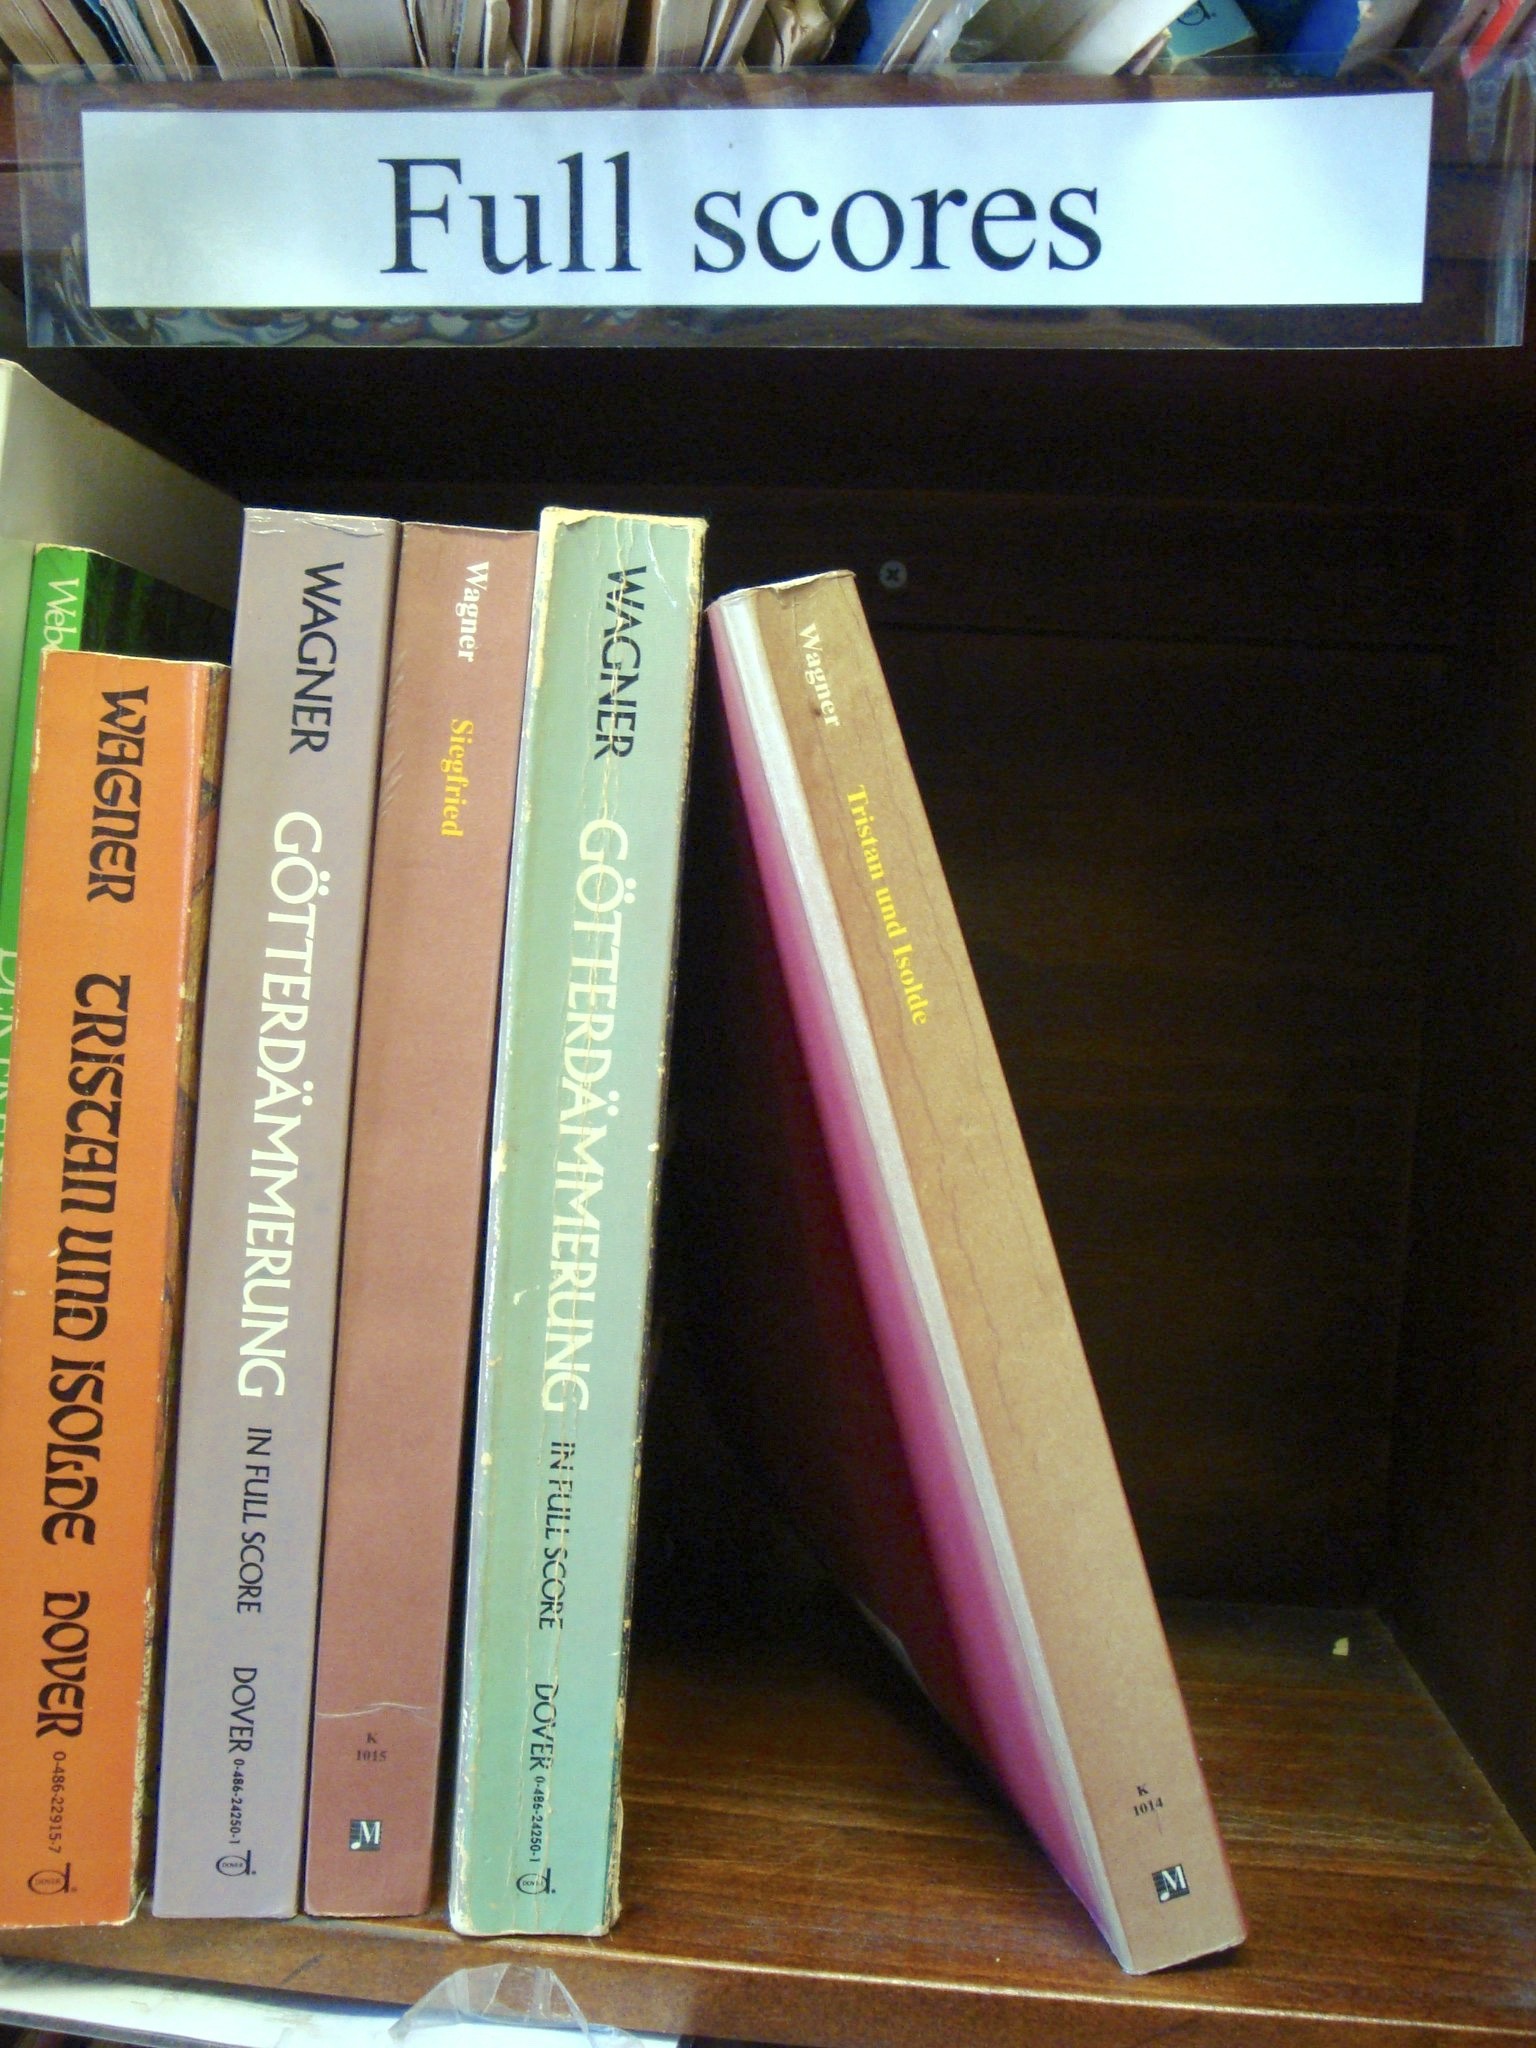 Full scores
WAGNER TRISTAN UND ISOLDE DOVER 0-486-22915-7
WAGNER GÖTTERDÄMMERUNG IN FULL SCORE DOVER 0-486-24250-1
DOVER
Wagner Siegfried
K
1015
M
WAGNER GÖTTERDÄMMERUNG IN FULL SCORE DOVER 0-486-24250-1
DOVER
Wagner Tristan und Isolde
K
1014
M